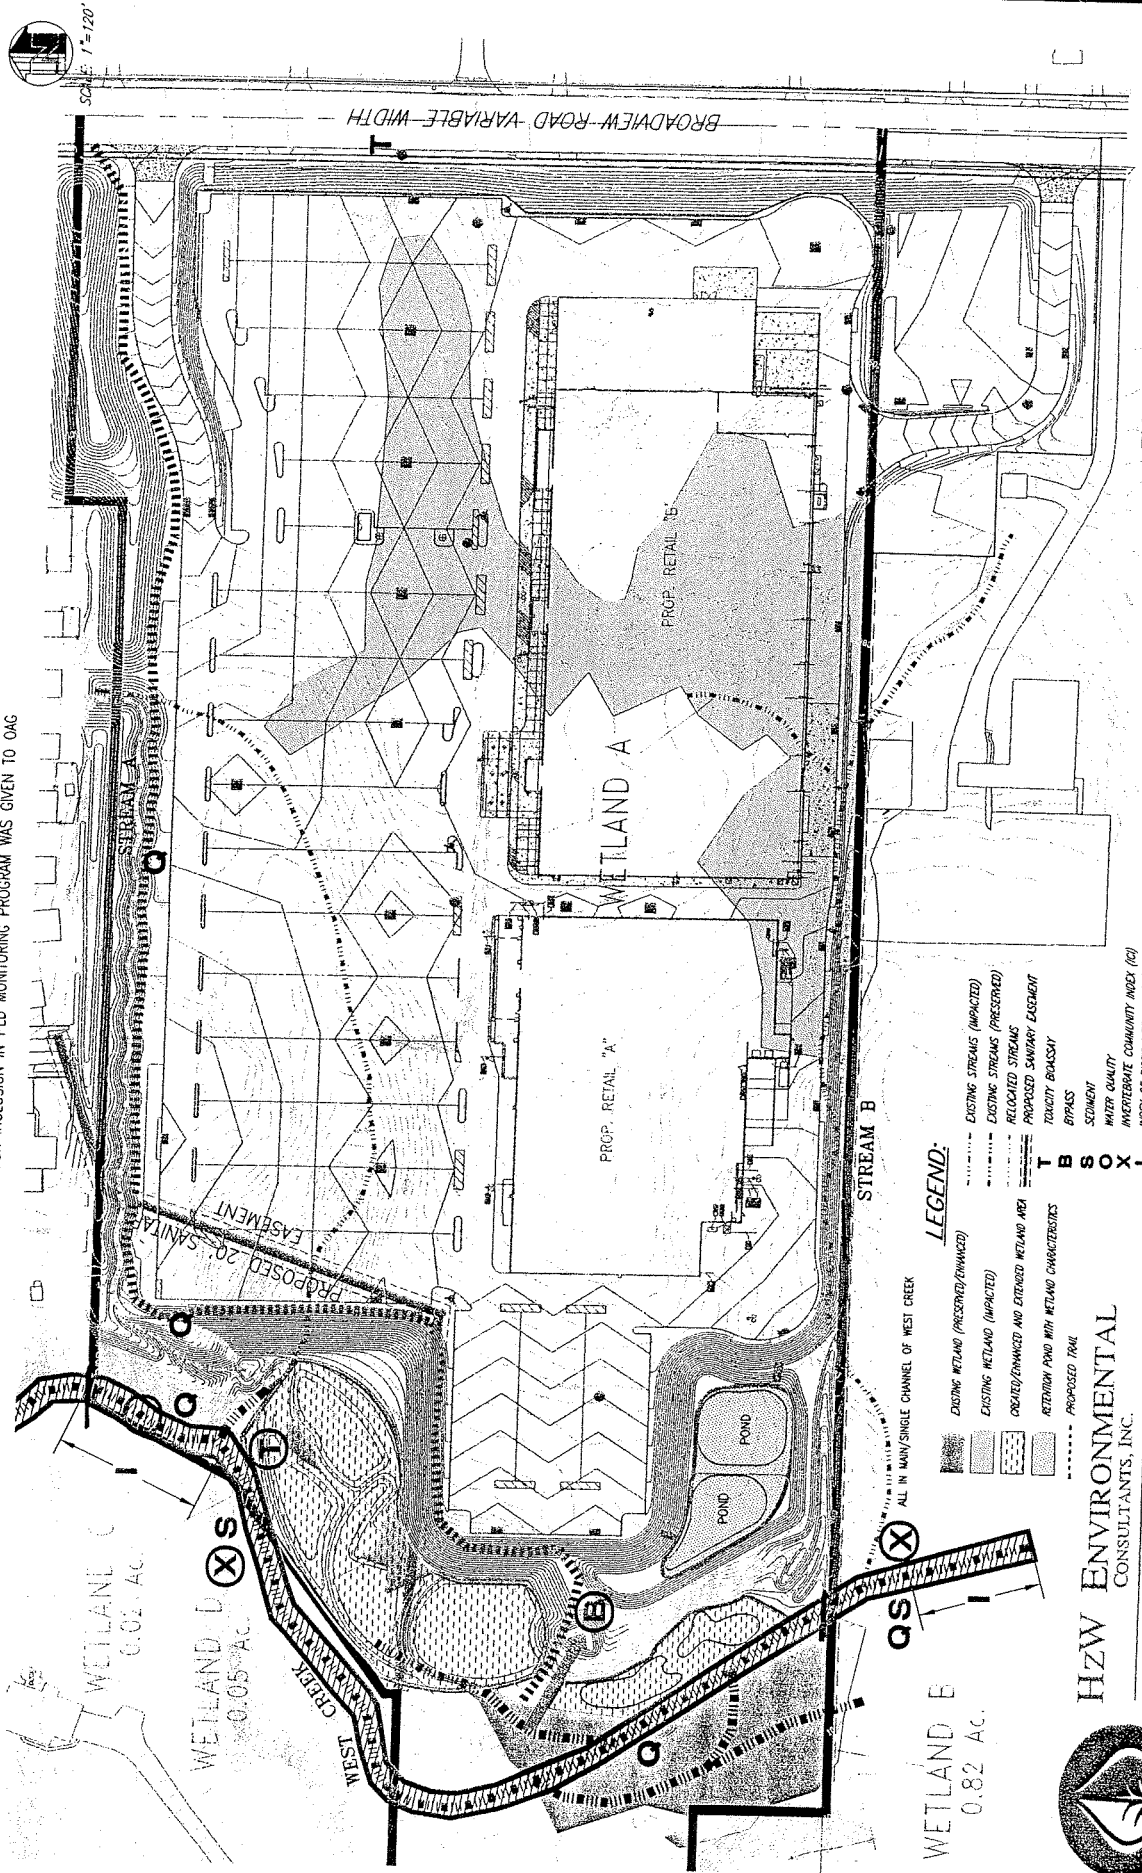 FOR INCLUSION IN PED MONITORING PROGRAM WAS GIVEN TO OAG
SCALE: 1"=120'
BROADVIEW ROAD VARIABLE WIDTH
T
STREAM A
Q
PROP. RETAIL "B"
WETLAND A
PROP. RETAIL "A"
PROPOSED 20' SANITARY
EASEMENT
Q
Q
I
T
X S
WETLAND C
0.02 Ac.
WETLAND D
0.05 Ac.
WEST
CREEK
B
POND
POND
Q
STREAM B
ALL IN MAIN/SINGLE CHANNEL OF WEST CREEK
QS X
I
WETLAND B
0.82 Ac.
LEGEND:
EXISTING WETLAND (PRESERVED/ENHANCED)
EXISTING WETLAND (IMPACTED)
CREATED/ENHANCED AND EXTENDED WETLAND AREA
RETENTION POND WITH WETLAND CHARACTERISTICS
PROPOSED TRAIL
EXISTING STREAMS (IMPACTED)
EXISTING STREAMS (PRESERVED)
RELOCATED STREAMS
PROPOSED SANITARY EASEMENT
T TOXICITY BIOASSAY
B BYPASS
S SEDIMENT
Q WATER QUALITY
X INVERTEBRATE COMMUNITY INDEX (ICI)
HZW ENVIRONMENTAL
CONSULTANTS, INC.